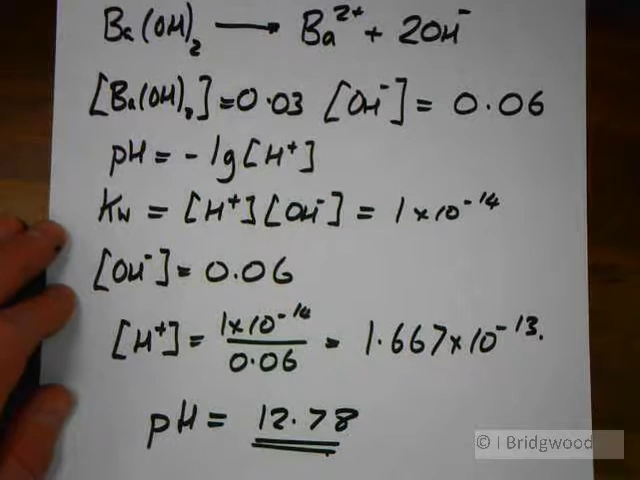 Ba(OH)₂ ⟶ Ba²⁺ + 2OH⁻
[Ba(OH)₂] = 0.03 [OH⁻] = 0.06
pH = - lg [H⁺]
Kw = [H⁺][OH⁻] = 1 × 10⁻¹⁴
[OH⁻] = 0.06
[H⁺] = 1×10⁻¹⁴ / 0.06 = 1.667×10⁻¹³.
pH = 12.78
© I Bridgwood